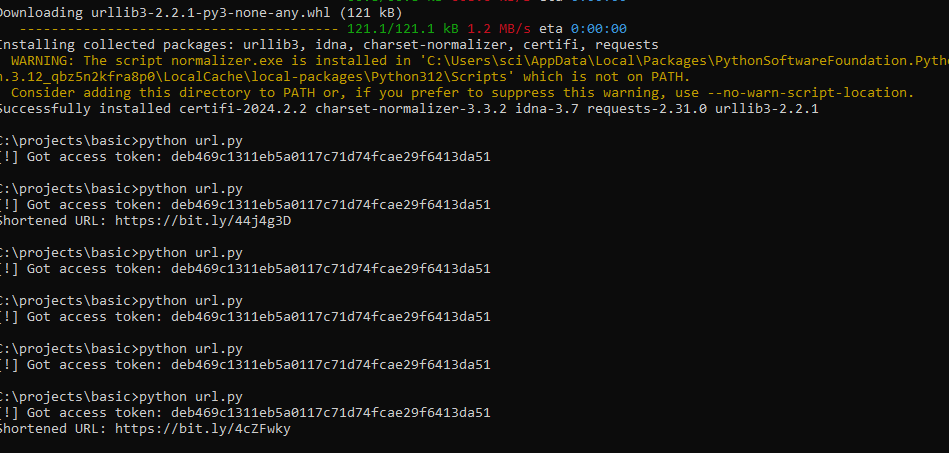 Downloading urllib3-2.2.1-py3-none-any.whl (121 kB)
---------------------------------------- 121.1/121.1 kB 1.2 MB/s eta 0:00:00
Installing collected packages: urllib3, idna, charset-normalizer, certifi, requests
WARNING: The script normalizer.exe is installed in 'C:\Users\sci\AppData\Local\Packages\PythonSoftwareFoundation.Pytho
n.3.12_qbz5n2kfra8p0\LocalCache\local-packages\Python312\Scripts' which is not on PATH.
Consider adding this directory to PATH or, if you prefer to suppress this warning, use --no-warn-script-location.
Successfully installed certifi-2024.2.2 charset-normalizer-3.3.2 idna-3.7 requests-2.31.0 urllib3-2.2.1
C:\projects\basic>python url.py
[!] Got access token: deb469c1311eb5a0117c71d74fcae29f6413da51
C:\projects\basic>python url.py
[!] Got access token: deb469c1311eb5a0117c71d74fcae29f6413da51
Shortened URL: https://bit.ly/44j4g3D
C:\projects\basic>python url.py
[!] Got access token: deb469c1311eb5a0117c71d74fcae29f6413da51
C:\projects\basic>python url.py
[!] Got access token: deb469c1311eb5a0117c71d74fcae29f6413da51
C:\projects\basic>python url.py
[!] Got access token: deb469c1311eb5a0117c71d74fcae29f6413da51
C:\projects\basic>python url.py
[!] Got access token: deb469c1311eb5a0117c71d74fcae29f6413da51
Shortened URL: https://bit.ly/4cZFwky